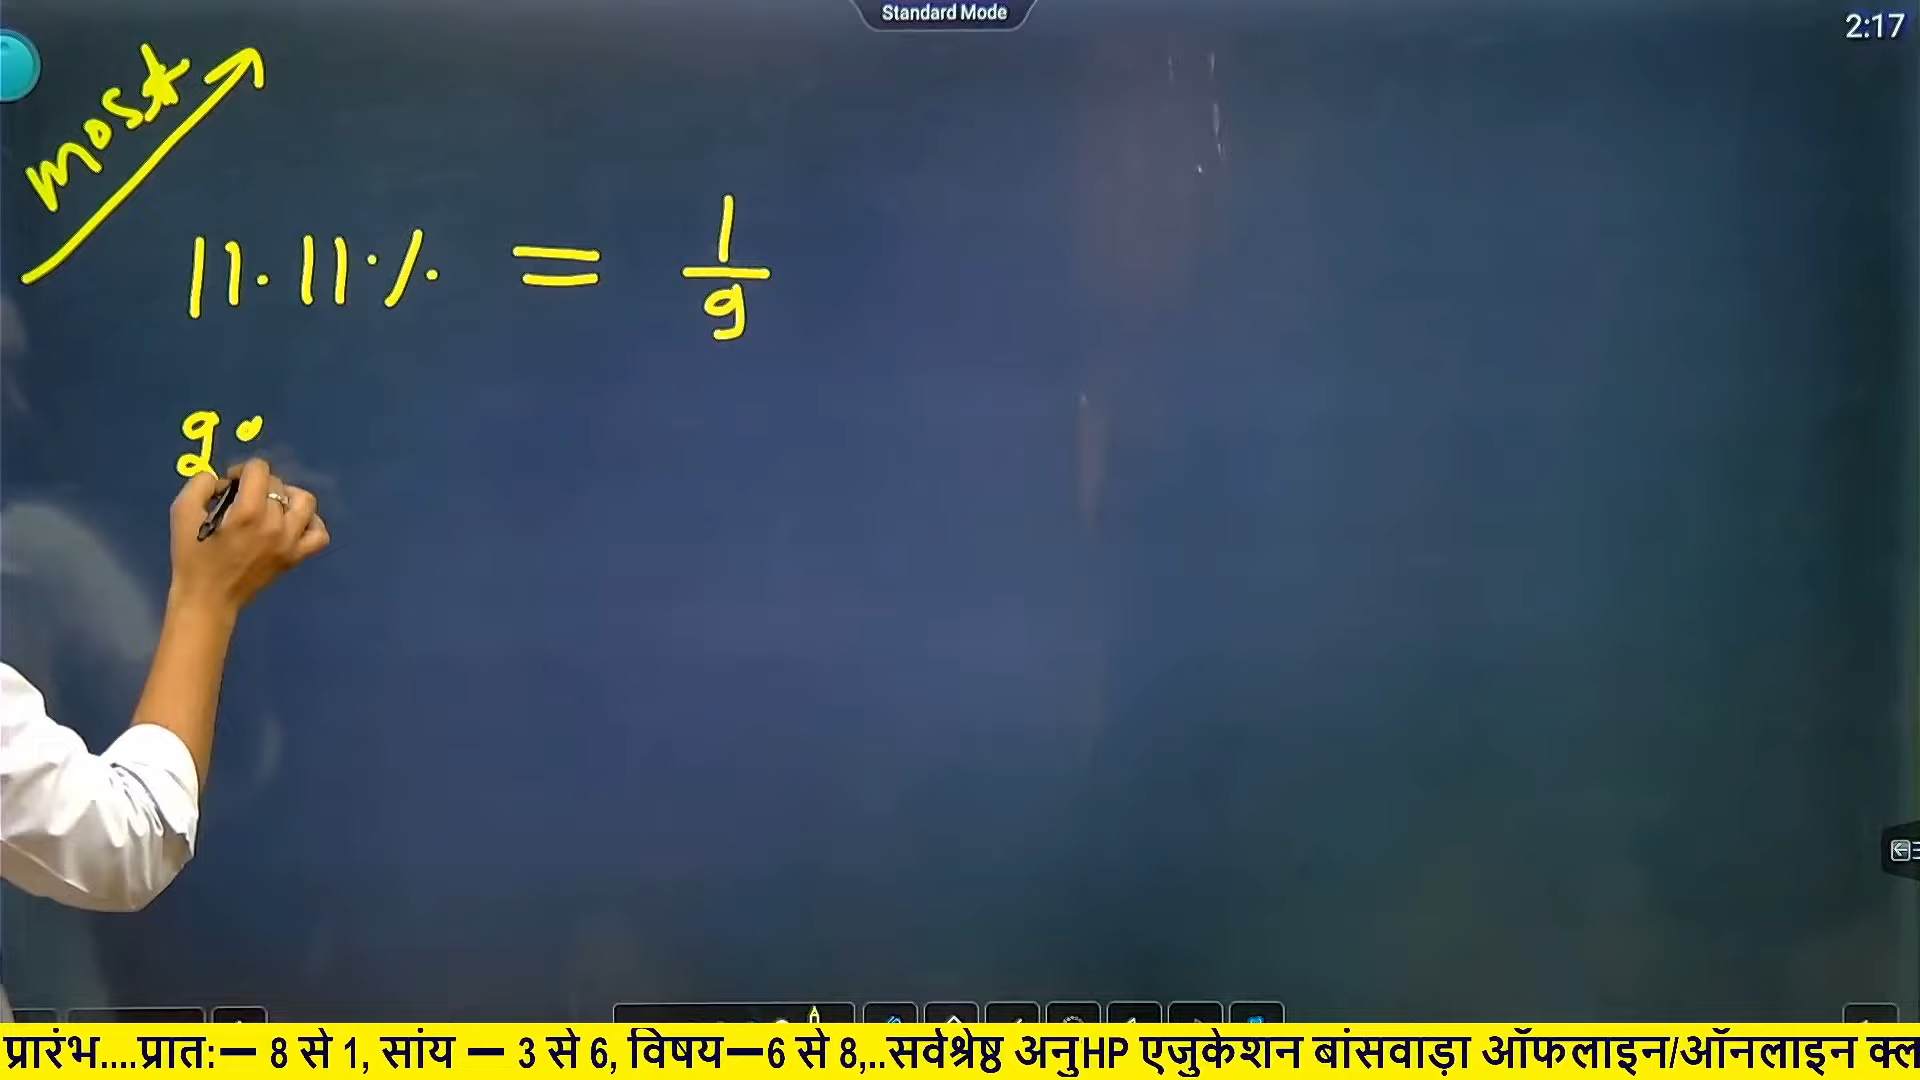 Standard Mode
2:17
most
11.11% = 1/9
9
प्रारंभ....प्रात:— 8 से 1, सांय — 3 से 6, विषय—6 से 8,..सर्वश्रेष्ठ अनुHP एजुकेशन बांसवाड़ा ऑफलाइन/ऑनलाइन क्ल